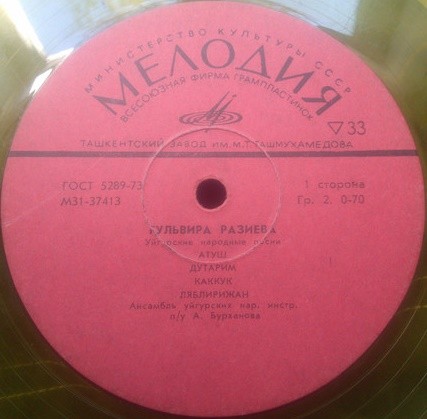 МИНИСТЕРСТВО КУЛЬТУРЫ СССР
МЕЛОДИЯ
ВСЕСОЮЗНАЯ ФИРМА ГРАМПЛАСТИНОК
33
ТАШКЕНТСКИЙ ЗАВОД ИМ. М.Т. ТАШМУХАМЕДОВА
ГОСТ 5289-73
М31-37413
1 сторона
Гр. 2. 0-70
ГУЛЬВИРА РАЗИЕВА
Уйгурские народные песни
АТУШ
ДУТАРИМ
КАККУК
ЛЯБЛИРИЖАН
Ансамбль уйгурских нар. инстр.
п/у А. Бурханова